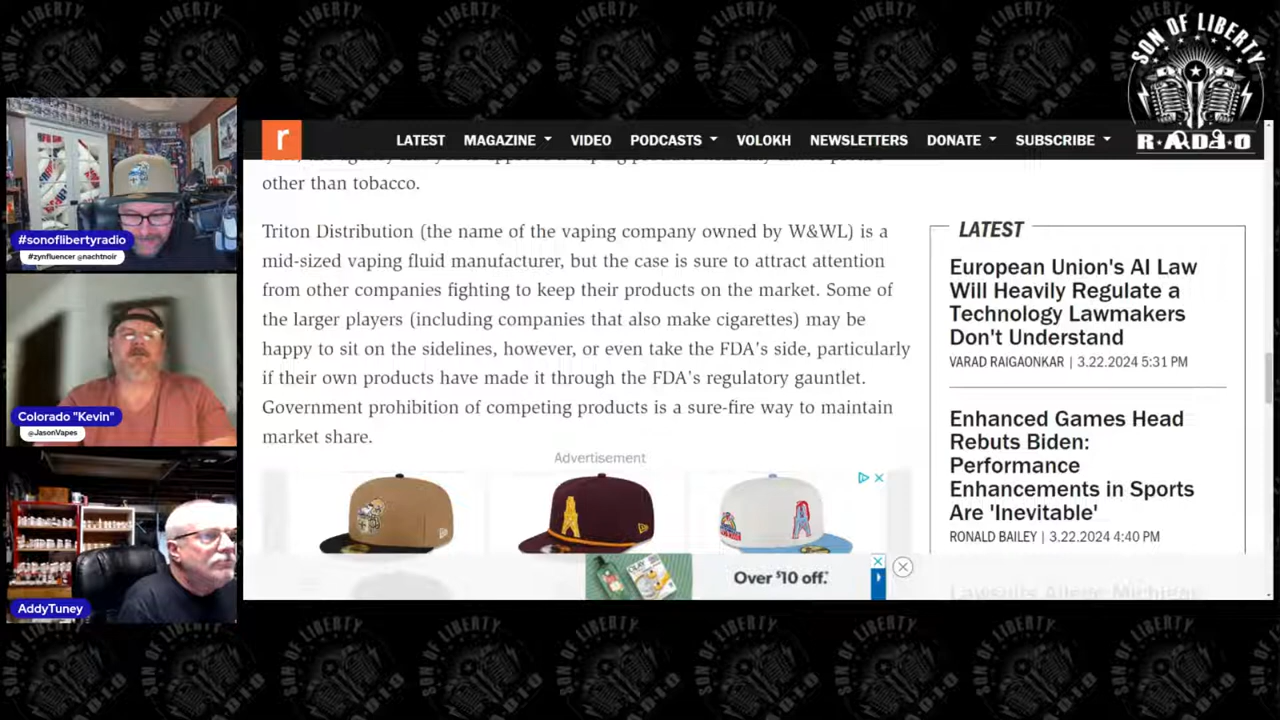 SON OF LIBERTY
R·A·D·I·O
r
LATEST MAGAZINE VIDEO PODCASTS VOLOKH NEWSLETTERS DONATE SUBSCRIBE
other than tobacco.
Triton Distribution (the name of the vaping company owned by W&WL) is a
mid-sized vaping fluid manufacturer, but the case is sure to attract attention
from other companies fighting to keep their products on the market. Some of
the larger players (including companies that also make cigarettes) may be
happy to sit on the sidelines, however, or even take the FDA's side, particularly
if their own products have made it through the FDA's regulatory gauntlet.
Government prohibition of competing products is a sure-fire way to maintain
market share.
Advertisement
Over $10 off.*
LATEST
European Union's AI Law
Will Heavily Regulate a
Technology Lawmakers
Don't Understand
VARAD RAIGAONKAR | 3.22.2024 5:31 PM
Enhanced Games Head
Rebuts Biden:
Performance
Enhancements in Sports
Are 'Inevitable'
RONALD BAILEY | 3.22.2024 4:40 PM
Lawsuits Allege Michigan
#sonoflibertyradio
#zynfluencer @nachtnoir
Colorado "Kevin"
@JasonVapes
AddyTuney